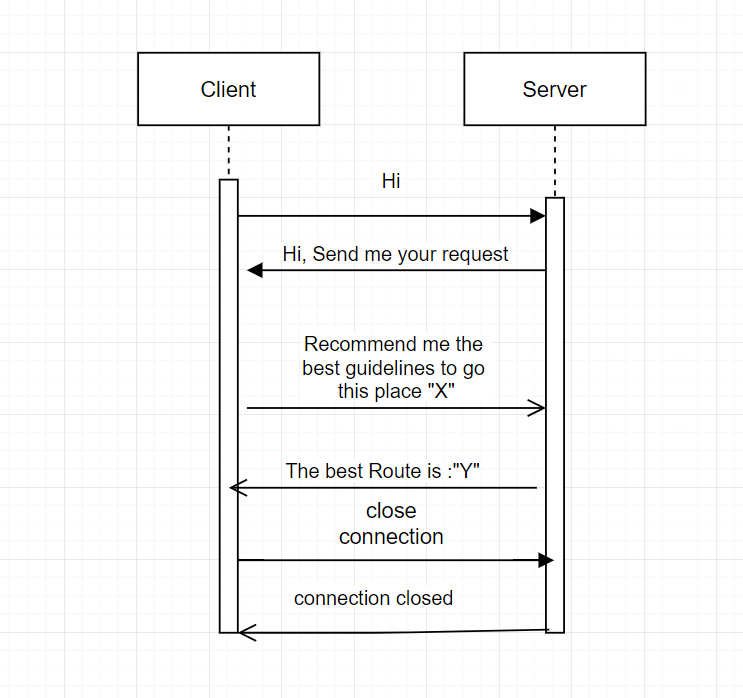 Client
Server
Hi
Hi, Send me your request
Recommend me the
best guidelines to go
this place "X"
The best Route is :"Y"
close
connection
connection closed